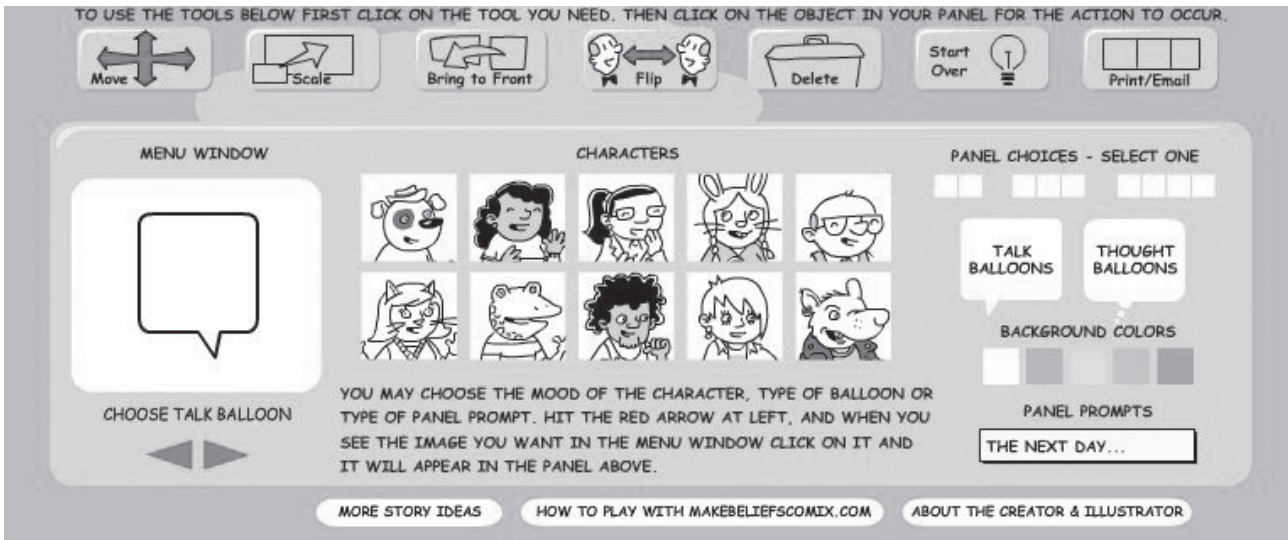 TO USE THE TOOLS BELOW FIRST CLICK ON THE TOOL YOU NEED. THEN CLICK ON THE OBJECT IN YOUR PANEL FOR THE ACTION TO OCCUR.
Move
Scale
Bring to Front
Flip
Delete
Start
Over
Print/Email
MENU WINDOW
CHOOSE TALK BALLOON
CHARACTERS
YOU MAY CHOOSE THE MOOD OF THE CHARACTER, TYPE OF BALLOON OR
TYPE OF PANEL PROMPT. HIT THE RED ARROW AT LEFT, AND WHEN YOU
SEE THE IMAGE YOU WANT IN THE MENU WINDOW CLICK ON IT AND
IT WILL APPEAR IN THE PANEL ABOVE.
PANEL CHOICES - SELECT ONE
TALK
BALLOONS
THOUGHT
BALLOONS
BACKGROUND COLORS
PANEL PROMPTS
THE NEXT DAY...
MORE STORY IDEAS
HOW TO PLAY WITH MAKEBELIEFSCOMIX.COM
ABOUT THE CREATOR & ILLUSTRATOR